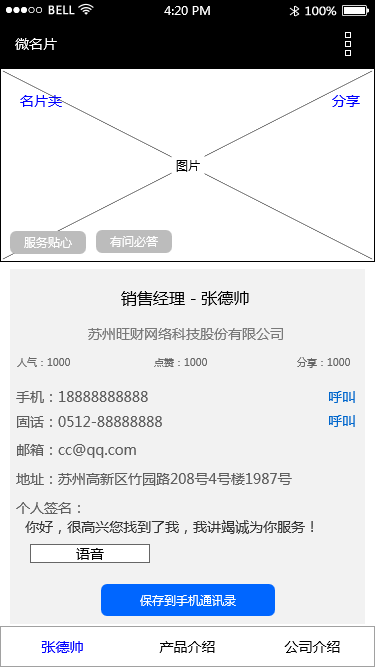 BELL 4:20 PM 100%
微名片
名片夹 分享
图片
服务贴心 有问必答
销售经理 - 张德帅
苏州旺财网络科技股份有限公司
人气：1000 点赞：1000 分享：1000
手机：18888888888 呼叫
固话：0512-88888888 呼叫
邮箱：cc@qq.com
地址：苏州高新区竹园路208号4号楼1987号
个人签名：
你好，很高兴您找到了我，我讲竭诚为你服务！
语音
保存到手机通讯录
张德帅 产品介绍 公司介绍